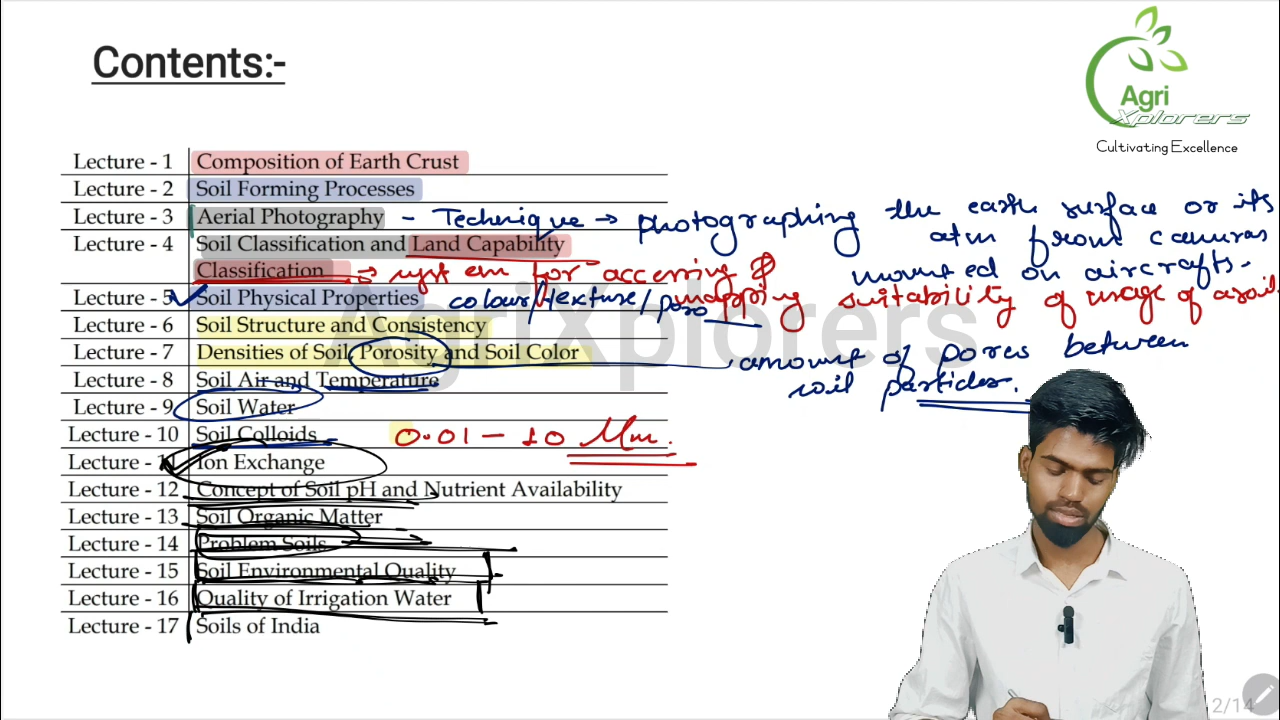 Contents:-
Agri
Xplorers
Cultivating Excellence
Lecture - 1 Composition of Earth Crust
Lecture - 2 Soil Forming Processes
Lecture - 3 Aerial Photography - Technique → photographing the earth surface or its
atm from cameras
mounted on aircrafts.
Lecture - 4 Soil Classification and Land Capability
Classification → system for accessing &
mapping suitability of usage of a soil.
Lecture - 5 Soil Physical Properties colour/texture/poro
Lecture - 6 Soil Structure and Consistency
Lecture - 7 Densities of Soil, Porosity and Soil Color
amount of pores between
soil particles.
Lecture - 8 Soil Air and Temperature
Lecture - 9 Soil Water
Lecture - 10 Soil Colloids 0.01 - 10 Mm.
Lecture - 11 Ion Exchange
Lecture - 12 Concept of Soil pH and Nutrient Availability
Lecture - 13 Soil Organic Matter
Lecture - 14 Problem Soils
Lecture - 15 Soil Environmental Quality
Lecture - 16 Quality of Irrigation Water
Lecture - 17 Soils of India
AgriXplorers
2/14